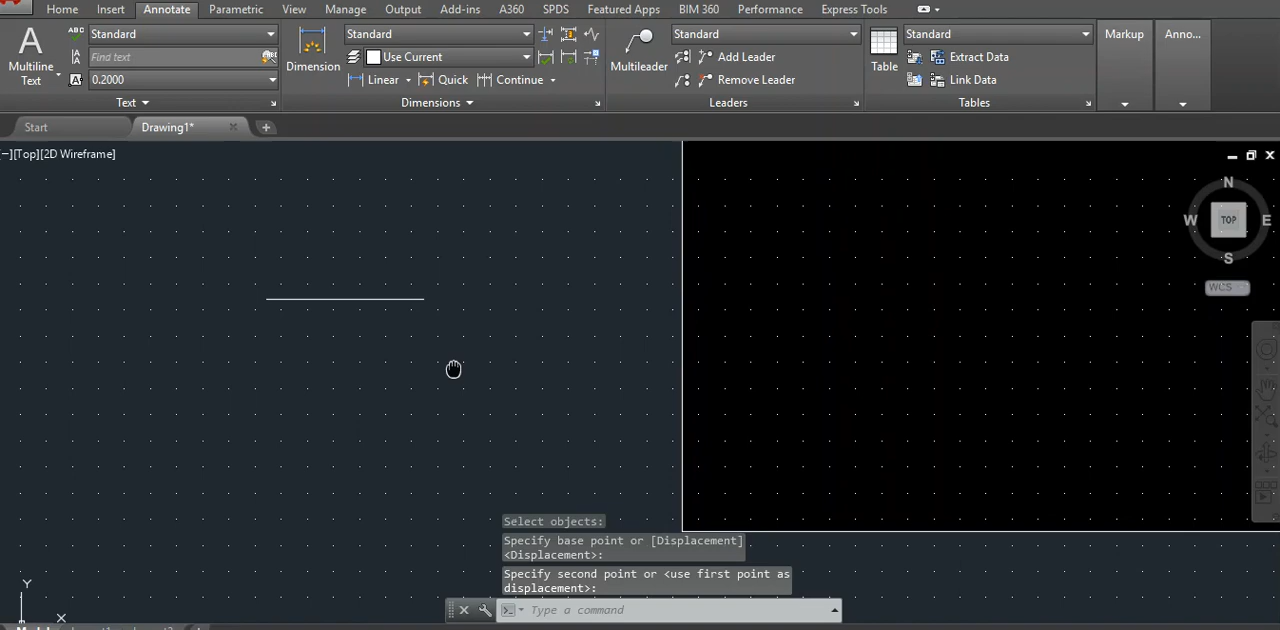 Home Insert Annotate Parametric View Manage Output Add-ins A360 SPDS Featured Apps BIM 360 Performance Express Tools
A Multiline Text
ABC Standard
Find text ABC
A 0.2000
Text
Dimension
Standard
Use Current
Linear Quick Continue
Dimensions
Multileader
Standard
Add Leader
Remove Leader
Leaders
Table
Standard
Extract Data
Link Data
Tables
Markup
Anno...
Start Drawing1*
[Top][2D Wireframe]
N
W TOP E
S
WCS
Select objects:
Specify base point or [Displacement]
<Displacement>:
Specify second point or <use first point as
displacement>:
Y
X
Type a command